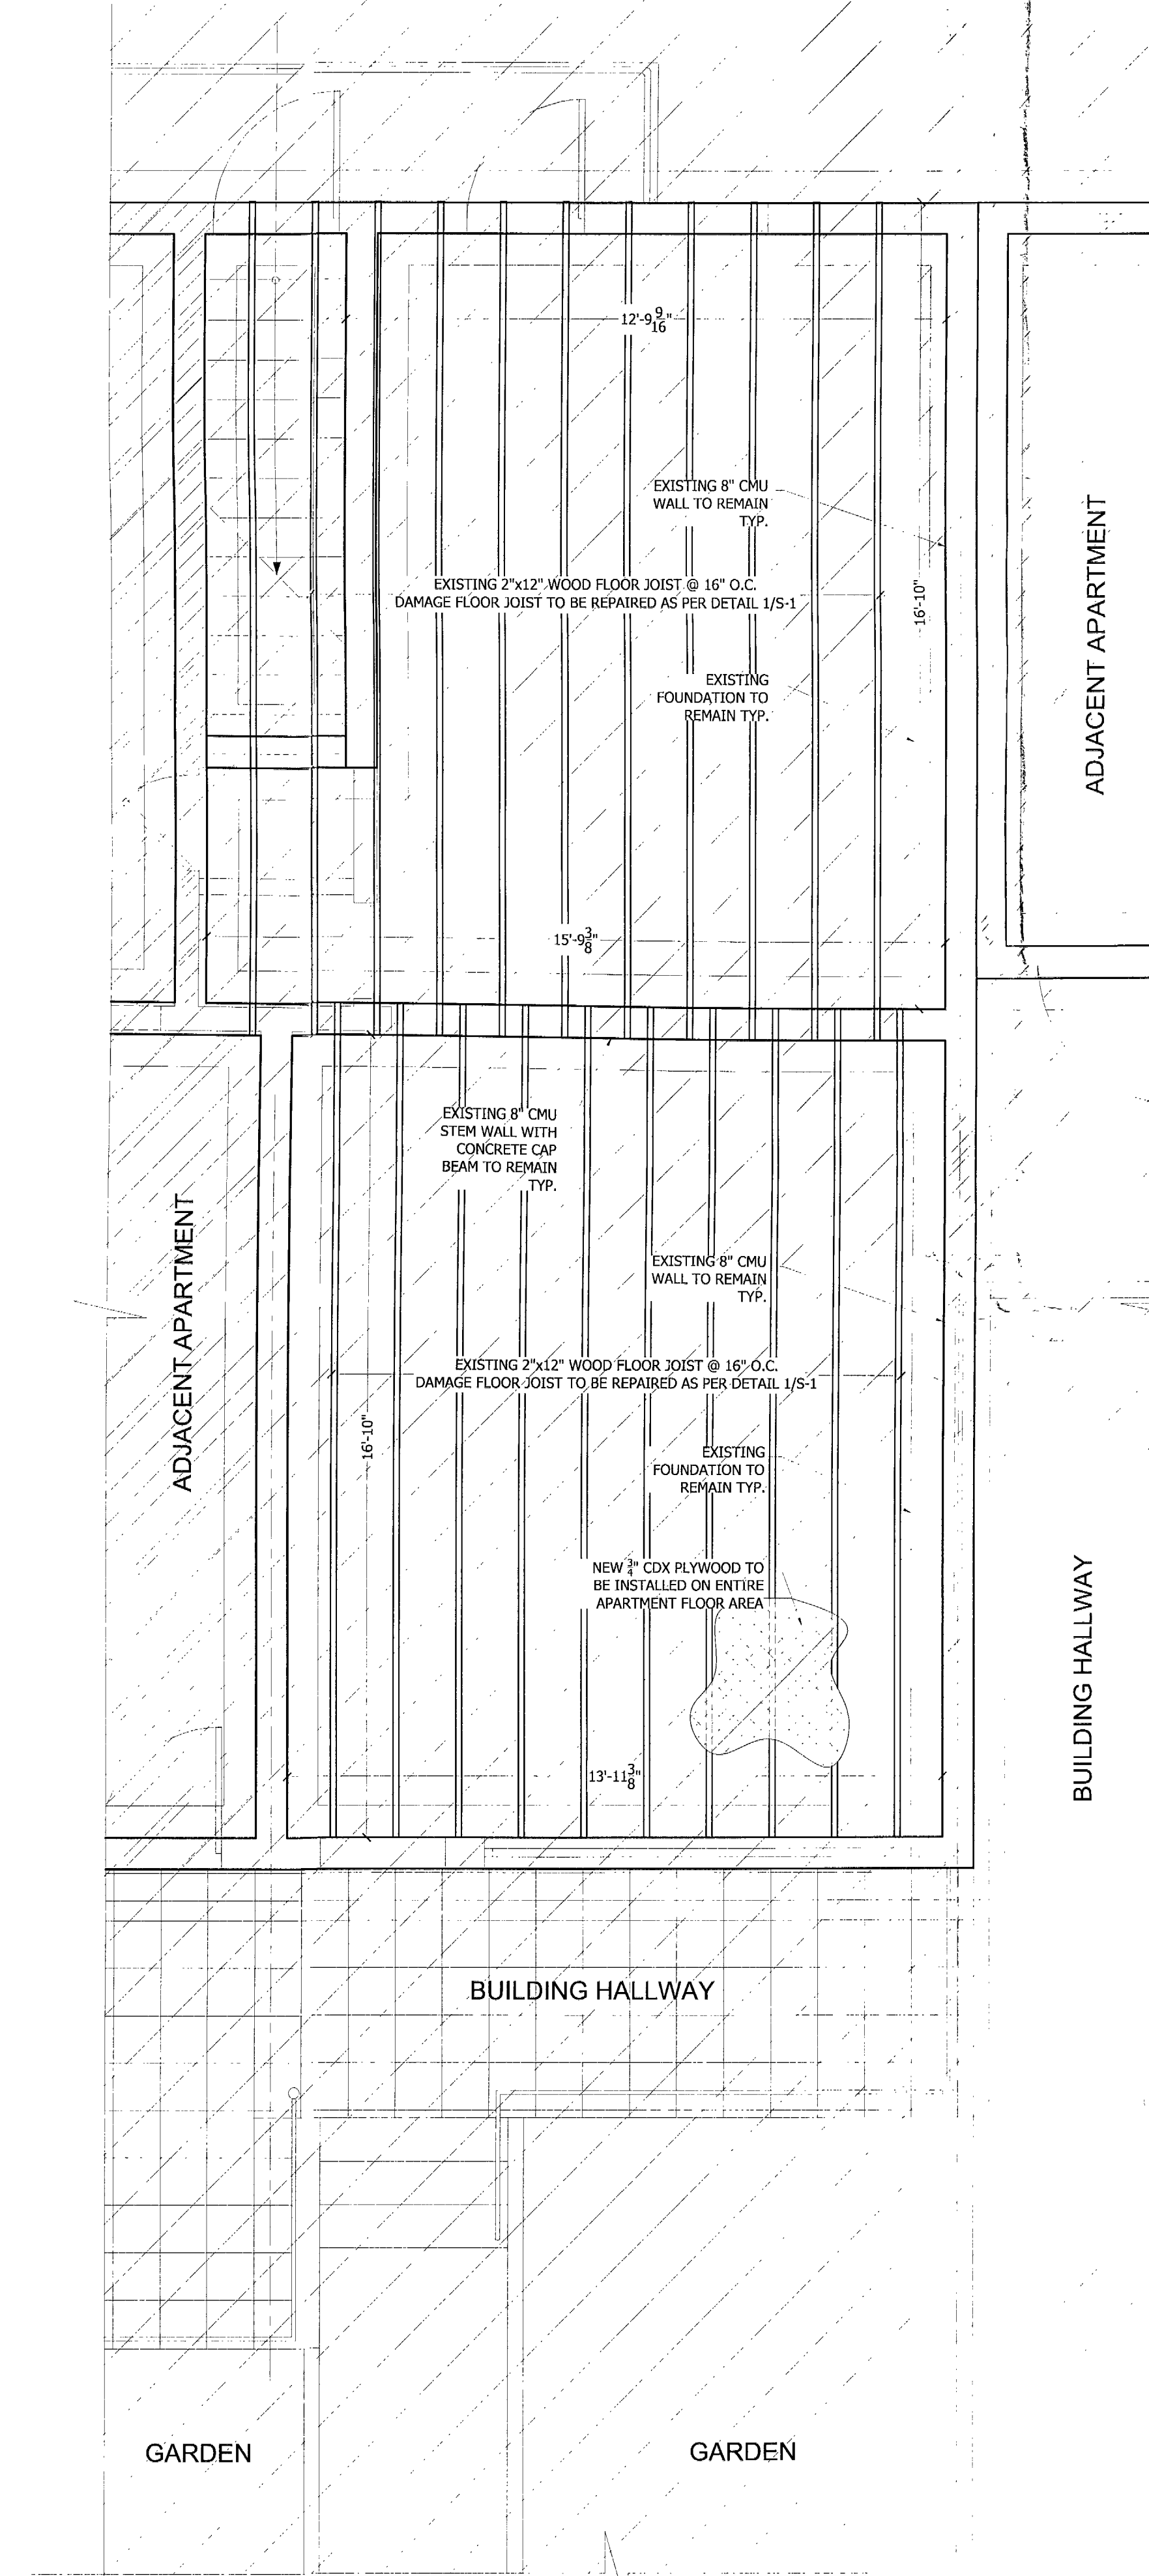 12'-9 9/16"
EXISTING 8" CMU
WALL TO REMAIN
TYP.
EXISTING 2"x12" WOOD FLOOR JOIST @ 16" O.C.
DAMAGE FLOOR JOIST TO BE REPAIRED AS PER DETAIL 1/S-1
16'-10"
ADJACENT APARTMENT
EXISTING
FOUNDATION TO
REMAIN TYP.
15'-9 3/8"
EXISTING 8" CMU
STEM WALL WITH
CONCRETE CAP
BEAM TO REMAIN
TYP.
ADJACENT APARTMENT
EXISTING 8" CMU
WALL TO REMAIN
TYP.
EXISTING 2"x12" WOOD FLOOR JOIST @ 16" O.C.
DAMAGE FLOOR JOIST TO BE REPAIRED AS PER DETAIL 1/S-1
16'-10"
EXISTING
FOUNDATION TO
REMAIN TYP.
NEW 3/4" CDX PLYWOOD TO
BE INSTALLED ON ENTIRE
APARTMENT FLOOR AREA
BUILDING HALLWAY
13'-11 3/8"
BUILDING HALLWAY
GARDEN
GARDEN